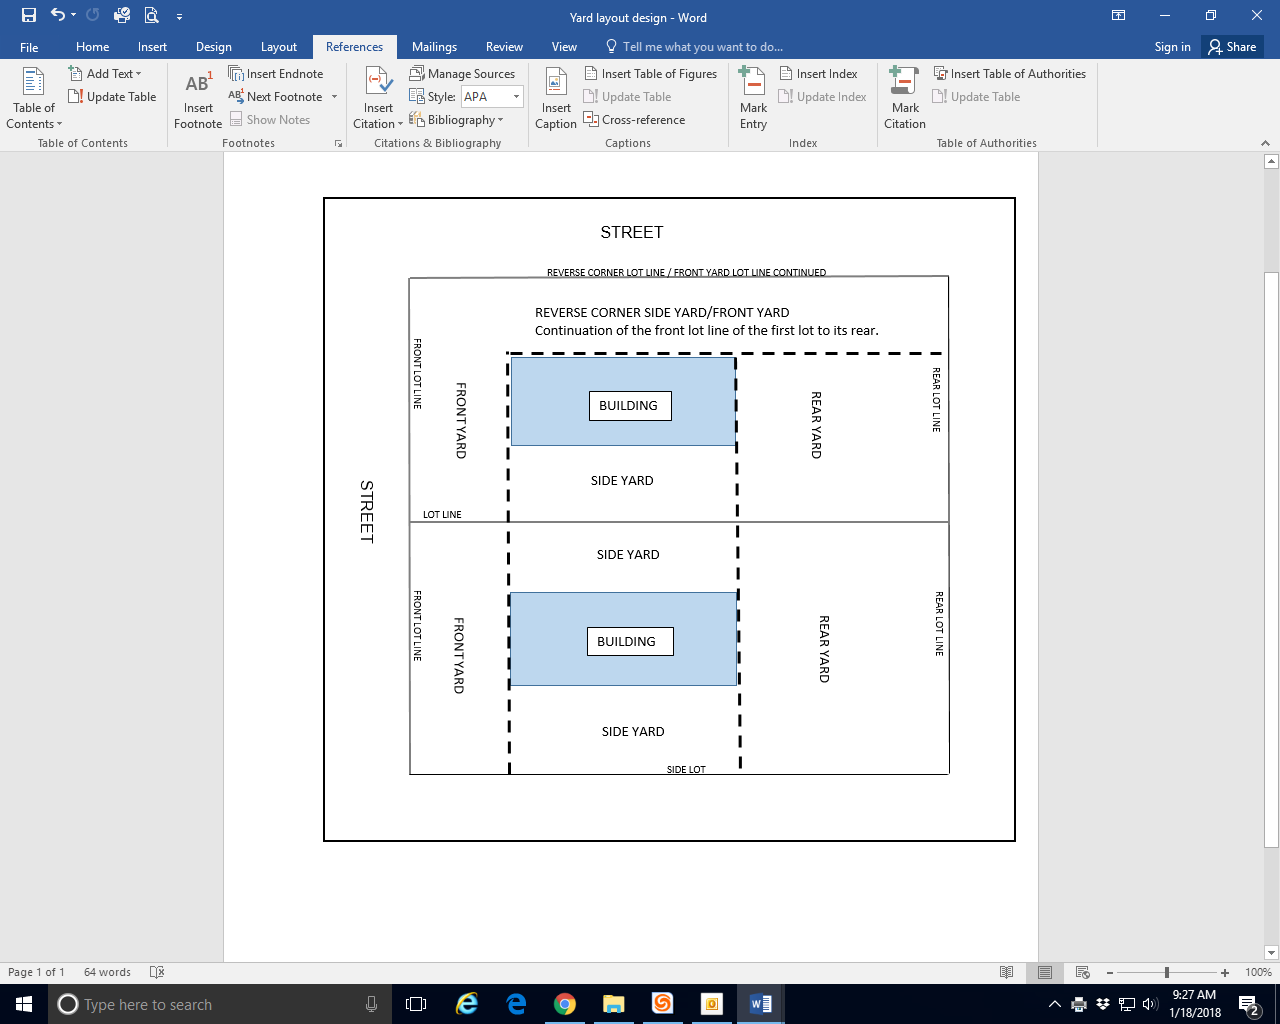 Yard layout design - Word
File Home Insert Design Layout References Mailings Review View Tell me what you want to do... Sign in Share
Table of Contents
Add Text
Update Table
Table of Contents
AB1
Insert Footnote
Insert Endnote
AB1 Next Footnote
Show Notes
Footnotes
Insert Citation
Manage Sources
Style: APA
Bibliography
Citations & Bibliography
Insert Caption
Insert Table of Figures
Update Table
Cross-reference
Captions
Mark Entry
Insert Index
Update Index
Index
Mark Citation
Insert Table of Authorities
Update Table
Table of Authorities
STREET
REVERSE CORNER LOT LINE / FRONT YARD LOT LINE CONTINUED
REVERSE CORNER SIDE YARD/FRONT YARD
Continuation of the front lot line of the first lot to its rear.
FRONT LOT LINE
FRONT YARD
BUILDING
REAR YARD
REAR LOT LINE
SIDE YARD
STREET
LOT LINE
SIDE YARD
FRONT LOT LINE
FRONT YARD
BUILDING
REAR YARD
REAR LOT LINE
SIDE YARD
SIDE LOT
Page 1 of 1 64 words 100%
Type here to search
9:27 AM
1/18/2018
2